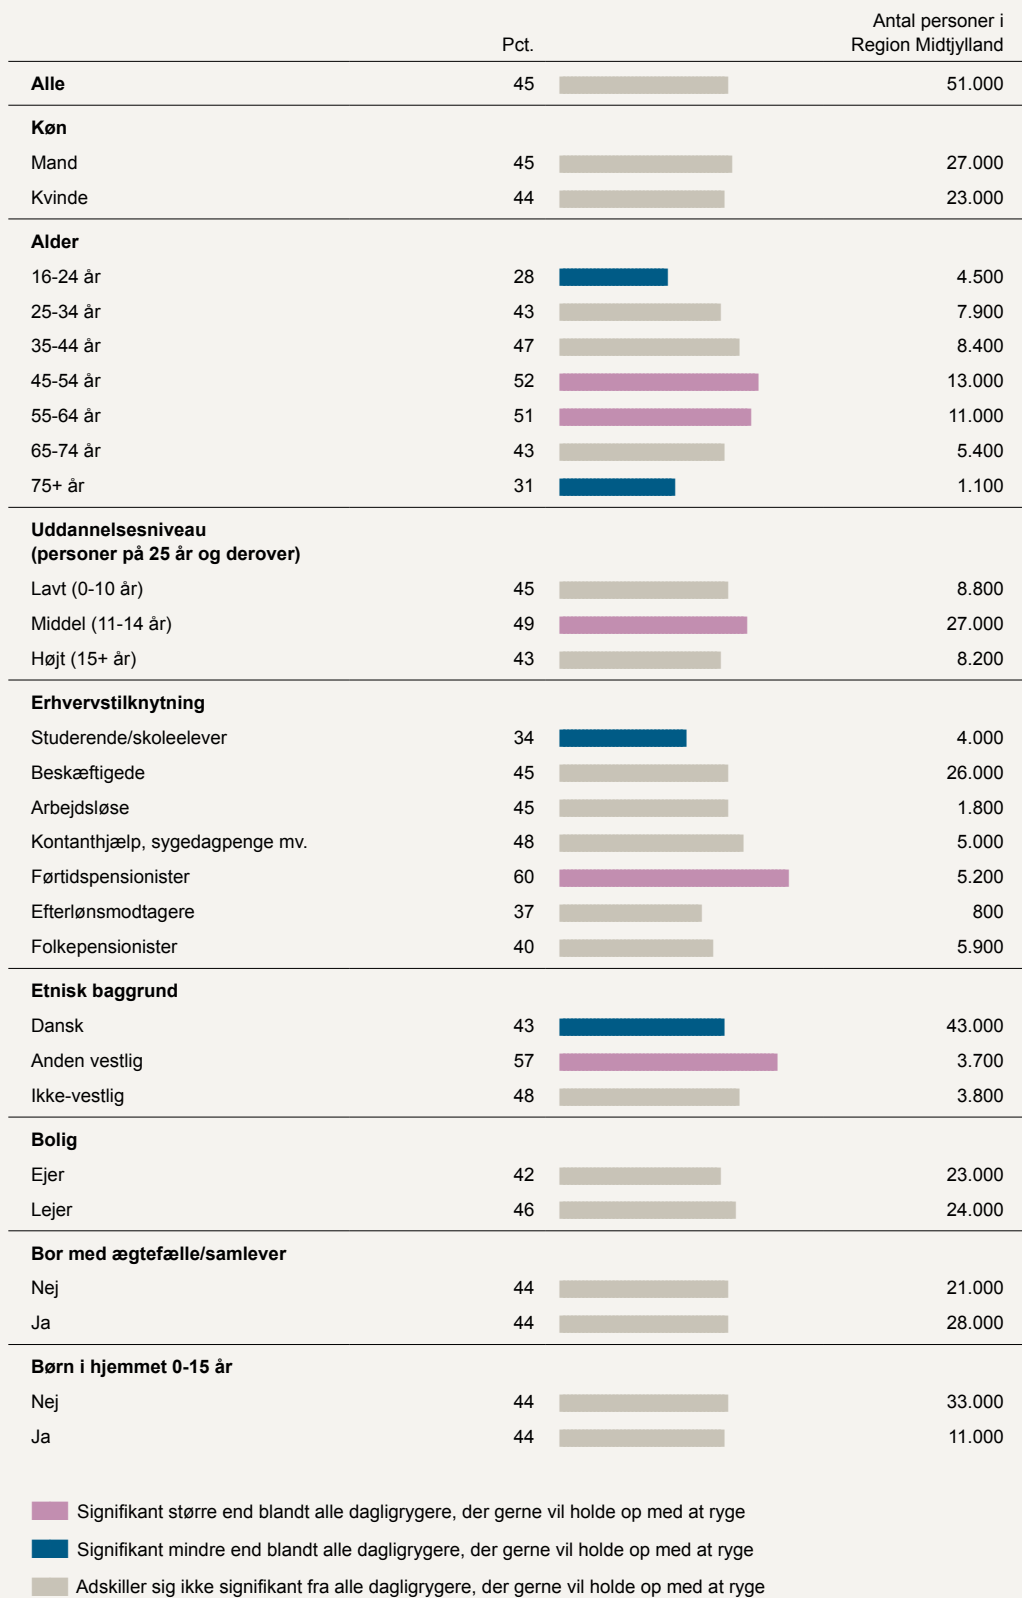 Antal personer i
Pct. Region Midtjylland
Alle 45 51.000
Køn
Mand 45 27.000
Kvinde 44 23.000
Alder
16-24 år 28 4.500
25-34 år 43 7.900
35-44 år 47 8.400
45-54 år 52 13.000
55-64 år 51 11.000
65-74 år 43 5.400
75+ år 31 1.100
Uddannelsesniveau
(personer på 25 år og derover)
Lavt (0-10 år) 45 8.800
Middel (11-14 år) 49 27.000
Højt (15+ år) 43 8.200
Erhvervstilknytning
Studerende/skoleelever 34 4.000
Beskæftigede 45 26.000
Arbejdsløse 45 1.800
Kontanthjælp, sygedagpenge mv. 48 5.000
Førtidspensionister 60 5.200
Efterlønsmodtagere 37 800
Folkepensionister 40 5.900
Etnisk baggrund
Dansk 43 43.000
Anden vestlig 57 3.700
Ikke-vestlig 48 3.800
Bolig
Ejer 42 23.000
Lejer 46 24.000
Bor med ægtefælle/samlever
Nej 44 21.000
Ja 44 28.000
Børn i hjemmet 0-15 år
Nej 44 33.000
Ja 44 11.000
Signifikant større end blandt alle dagligrygere, der gerne vil holde op med at ryge
Signifikant mindre end blandt alle dagligrygere, der gerne vil holde op med at ryge
Adskiller sig ikke signifikant fra alle dagligrygere, der gerne vil holde op med at ryge